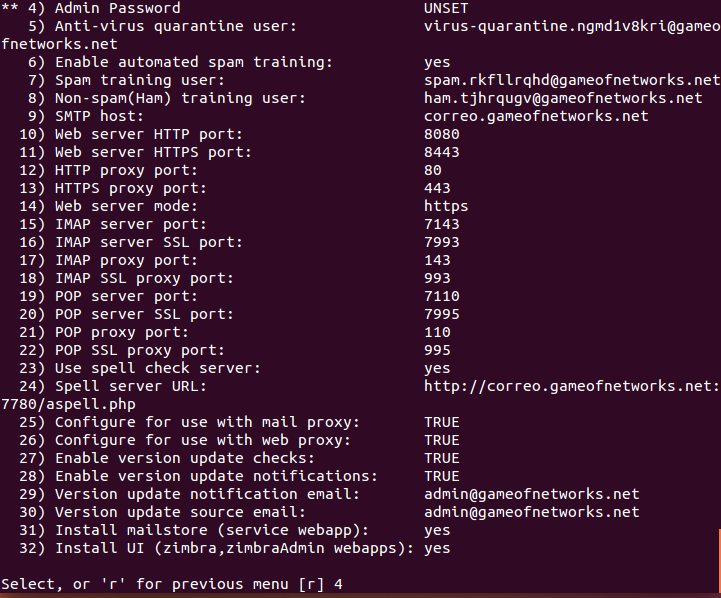 ** 4) Admin Password                           UNSET
   5) Anti-virus quarantine user:              virus-quarantine.ngmd1v8kri@gameo
fnetworks.net
   6) Enable automated spam training:          yes
   7) Spam training user:                      spam.rkfllrqhd@gameofnetworks.net
   8) Non-spam(Ham) training user:             ham.tjhrqugv@gameofnetworks.net
   9) SMTP host:                               correo.gameofnetworks.net
  10) Web server HTTP port:                    8080
  11) Web server HTTPS port:                   8443
  12) HTTP proxy port:                         80
  13) HTTPS proxy port:                        443
  14) Web server mode:                         https
  15) IMAP server port:                        7143
  16) IMAP server SSL port:                    7993
  17) IMAP proxy port:                         143
  18) IMAP SSL proxy port:                     993
  19) POP server port:                         7110
  20) POP server SSL port:                     7995
  21) POP proxy port:                          110
  22) POP SSL proxy port:                      995
  23) Use spell check server:                  yes
  24) Spell server URL:                        http://correo.gameofnetworks.net:
7780/aspell.php
  25) Configure for use with mail proxy:       TRUE
  26) Configure for use with web proxy:        TRUE
  27) Enable version update checks:            TRUE
  28) Enable version update notifications:     TRUE
  29) Version update notification email:       admin@gameofnetworks.net
  30) Version update source email:             admin@gameofnetworks.net
  31) Install mailstore (service webapp):      yes
  32) Install UI (zimbra,zimbraAdmin webapps): yes
Select, or 'r' for previous menu [r] 4